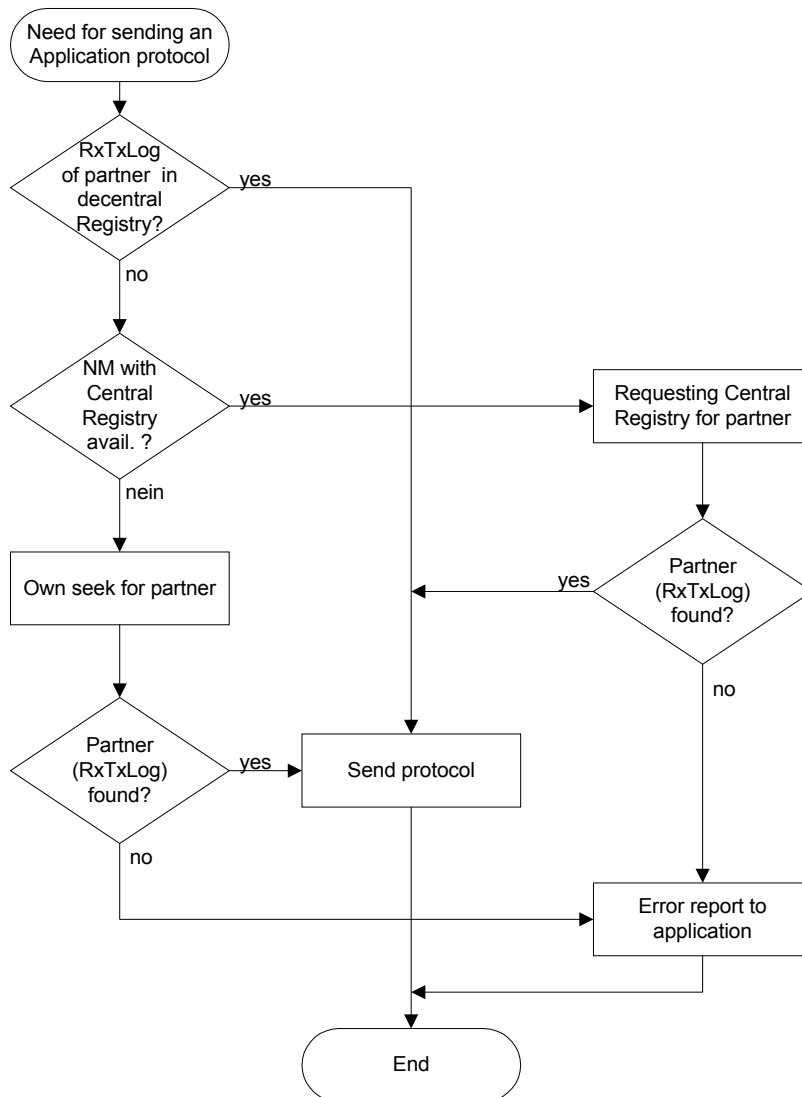 Need for sending an
Application protocol
RxTxLog
of partner in
decentral
Registry?
yes
no
NM with
Central
Registry
avail. ?
yes
Requesting Central
Registry for partner
nein
Own seek for partner
Partner
(RxTxLog)
found?
yes
no
Partner
(RxTxLog)
found?
yes
Send protocol
no
Error report to
application
End